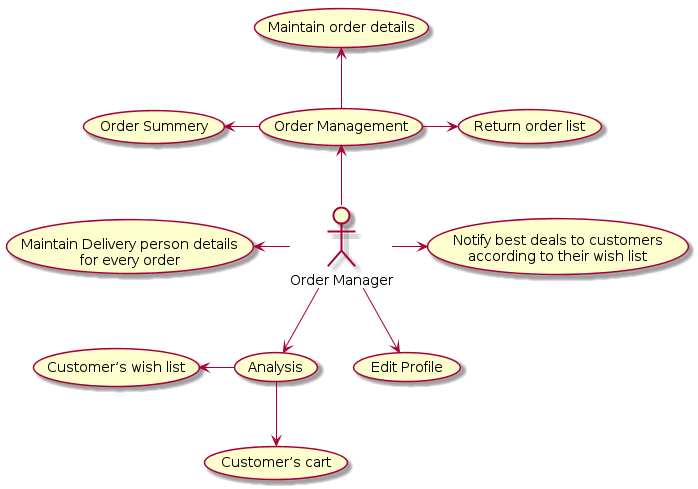 Maintain order details
Order Summery
Order Management
Return order list
Maintain Delivery person details
for every order
Notify best deals to customers
according to their wish list
Order Manager
Customer’s wish list
Analysis
Edit Profile
Customer’s cart